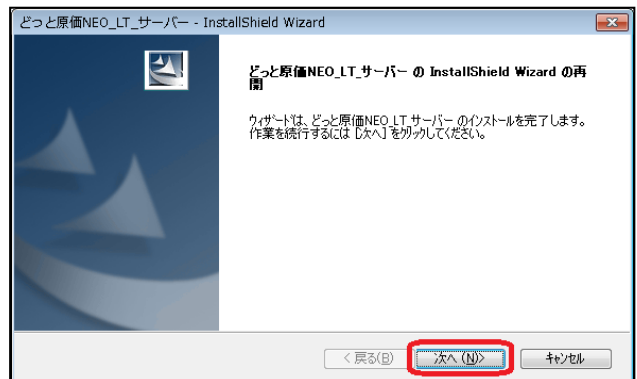 どっと原価NEO_LT_サーバー - InstallShield Wizard
どっと原価NEO_LT_サーバー の InstallShield Wizard の再
開
ウィザードは、どっと原価NEO_LT_サーバー のインストールを完了します。
作業を続行するには [次へ] をクリックしてください。
< 戻る(B)
次へ (N)>
キャンセル